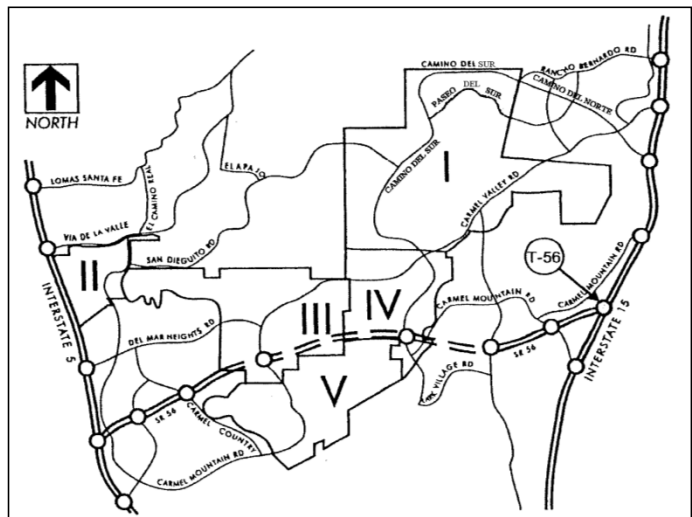 CAMINO DEL SUR
RANCHO BERNARDO RD
CAMINO DEL NORTE
PASEO DEL SUR
NORTH
EL APAJO
CAMINO DEL SUR
I
LOMAS SANTA FE
EL CAMINO REAL
CARMEL VALLEY RD
VIA DE LA VALLE
SAN DIEGUITO RD
T-56
II
CARMEL MOUNTAIN RD
INTERSTATE 5
III
IV
CARMEL MOUNTAIN RD
DEL MAR HEIGHTS RD
SR 56
INTERSTATE 15
V
VILLAGE RD
SR 56
CARMEL COUNTRY
CARMEL MOUNTAIN RD